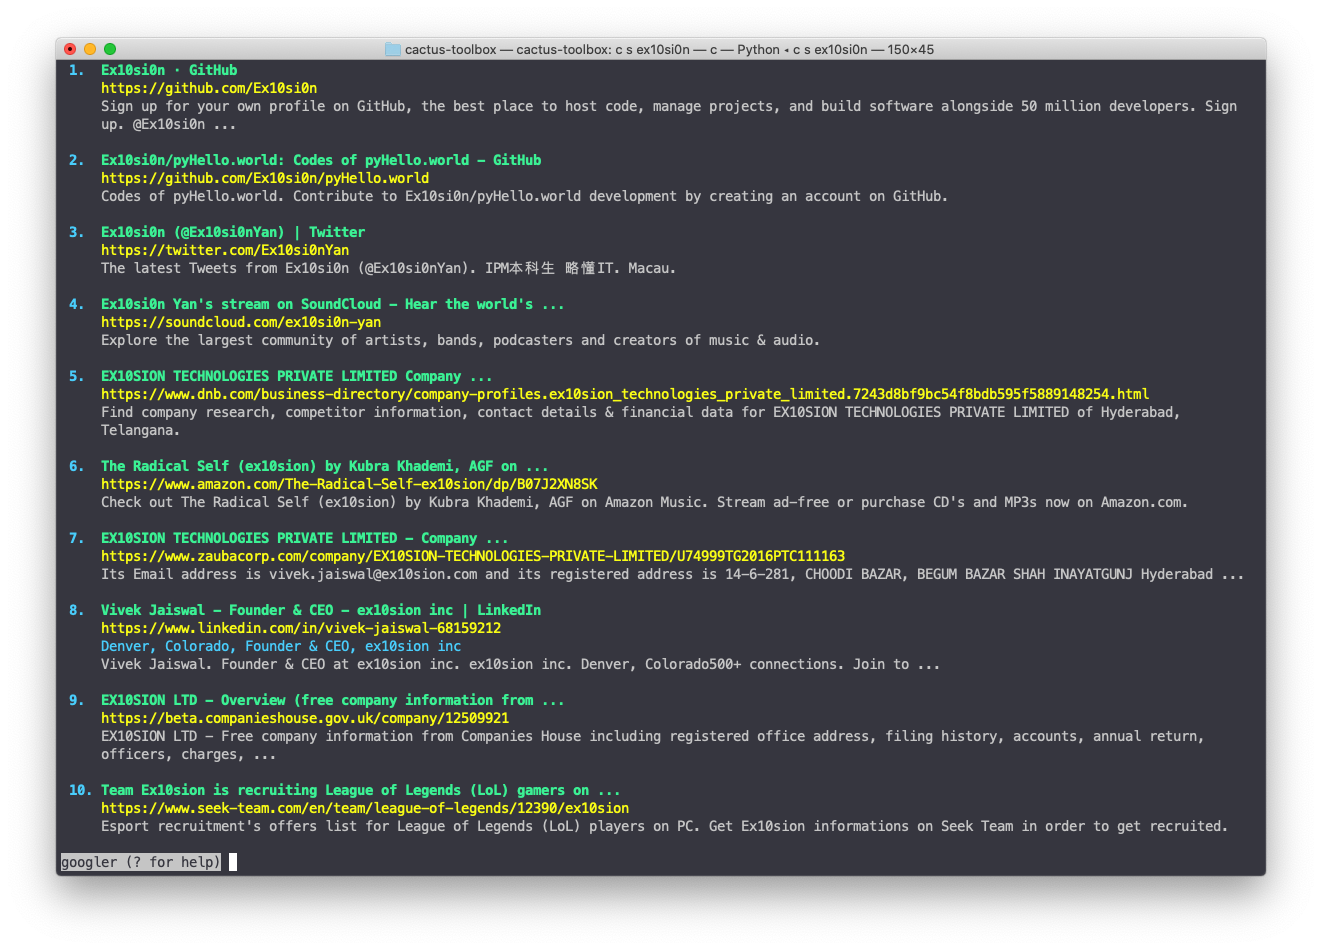 cactus-toolbox — cactus-toolbox: c s ex10si0n — c — Python ◂ c s ex10si0n — 150×45
1. Ex10si0n · GitHub
https://github.com/Ex10si0n
Sign up for your own profile on GitHub, the best place to host code, manage projects, and build software alongside 50 million developers. Sign
up. @Ex10si0n ...
2. Ex10si0n/pyHello.world: Codes of pyHello.world - GitHub
https://github.com/Ex10si0n/pyHello.world
Codes of pyHello.world. Contribute to Ex10si0n/pyHello.world development by creating an account on GitHub.
3. Ex10si0n (@Ex10si0nYan) | Twitter
https://twitter.com/Ex10si0nYan
The latest Tweets from Ex10si0n (@Ex10si0nYan). IPM本科生 略懂IT. Macau.
4. Ex10si0n Yan's stream on SoundCloud - Hear the world's ...
https://soundcloud.com/ex10si0n-yan
Explore the largest community of artists, bands, podcasters and creators of music & audio.
5. EX10SION TECHNOLOGIES PRIVATE LIMITED Company ...
https://www.dnb.com/business-directory/company-profiles.ex10sion_technologies_private_limited.7243d8bf9bc54f8bdb595f5889148254.html
Find company research, competitor information, contact details & financial data for EX10SION TECHNOLOGIES PRIVATE LIMITED of Hyderabad,
Telangana.
6. The Radical Self (ex10sion) by Kubra Khademi, AGF on ...
https://www.amazon.com/The-Radical-Self-ex10sion/dp/B07J2XN8SK
Check out The Radical Self (ex10sion) by Kubra Khademi, AGF on Amazon Music. Stream ad-free or purchase CD's and MP3s now on Amazon.com.
7. EX10SION TECHNOLOGIES PRIVATE LIMITED - Company ...
https://www.zaubacorp.com/company/EX10SION-TECHNOLOGIES-PRIVATE-LIMITED/U74999TG2016PTC111163
Its Email address is vivek.jaiswal@ex10sion.com and its registered address is 14-6-281, CHOODI BAZAR, BEGUM BAZAR SHAH INAYATGUNJ Hyderabad ...
8. Vivek Jaiswal - Founder & CEO - ex10sion inc | LinkedIn
https://www.linkedin.com/in/vivek-jaiswal-68159212
Denver, Colorado, Founder & CEO, ex10sion inc
Vivek Jaiswal. Founder & CEO at ex10sion inc. ex10sion inc. Denver, Colorado500+ connections. Join to ...
9. EX10SION LTD - Overview (free company information from ...
https://beta.companieshouse.gov.uk/company/12509921
EX10SION LTD - Free company information from Companies House including registered office address, filing history, accounts, annual return,
officers, charges, ...
10. Team Ex10sion is recruiting League of Legends (LoL) gamers on ...
https://www.seek-team.com/en/team/league-of-legends/12390/ex10sion
Esport recruitment's offers list for League of Legends (LoL) players on PC. Get Ex10sion informations on Seek Team in order to get recruited.
googler (? for help)